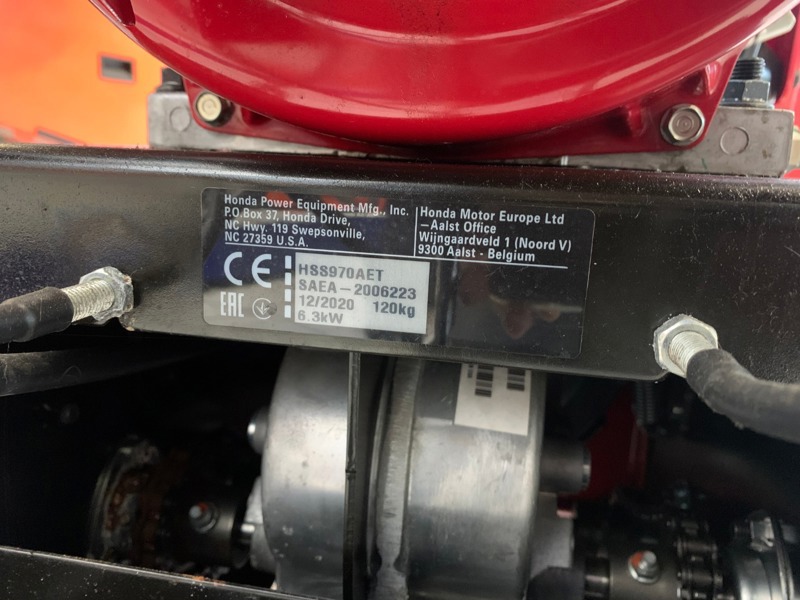 Honda Power Equipment Mfg., Inc.
P.O.Box 37, Honda Drive,
NC Hwy. 119 Swepsonville,
NC 27359 U.S.A.
Honda Motor Europe Ltd
—Aalst Office
Wijngaardveld 1 (Noord V)
9300 Aalst - Belgium
CE
EAC
HSS970AET
SAEA—2006223
12/2020 120kg
6.3kW